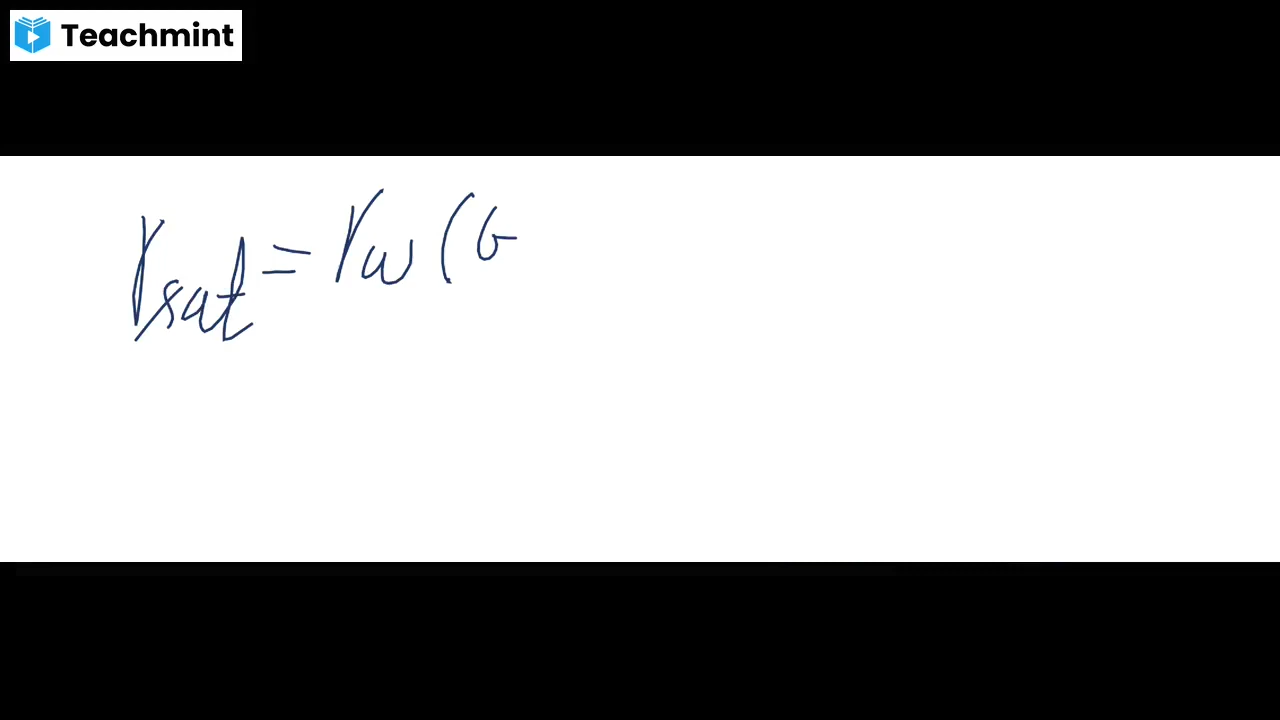 Teachmint
γsat = γw (G